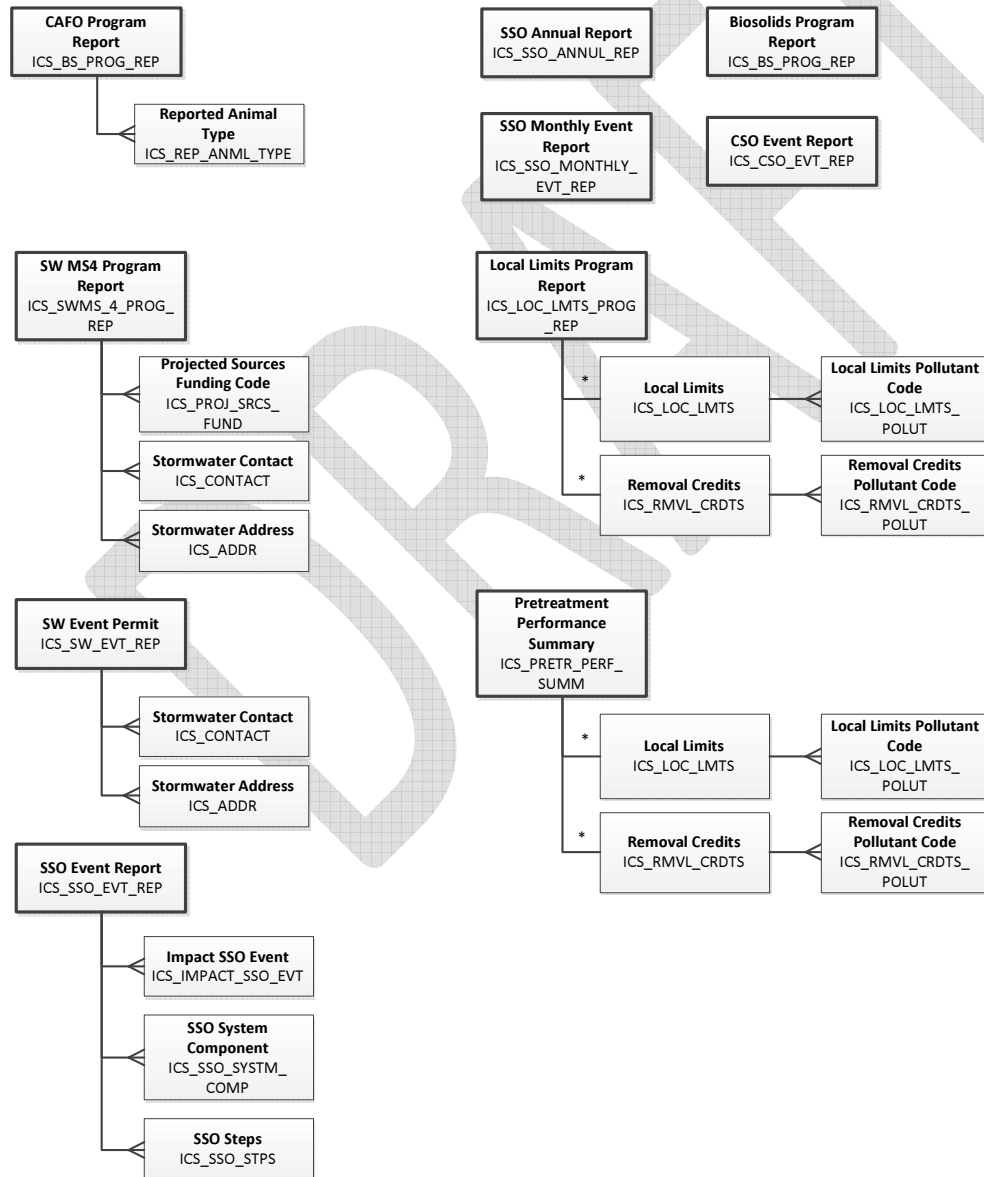 CAFO Program
Report
ICS_BS_PROG_REP
Reported Animal
Type
ICS_REP_ANML_TYPE
SSO Annual Report
ICS_SSO_ANNUL_REP
Biosolids Program
Report
ICS_BS_PROG_REP
SSO Monthly Event
Report
ICS_SSO_MONTHLY_
EVT_REP
CSO Event Report
ICS_CSO_EVT_REP
SW MS4 Program
Report
ICS_SWMS_4_PROG_
REP
Projected Sources
Funding Code
ICS_PROJ_SRCS_
FUND
Stormwater Contact
ICS_CONTACT
Stormwater Address
ICS_ADDR
Local Limits Program
Report
ICS_LOC_LMTS_PROG
_REP
*
Local Limits
ICS_LOC_LMTS
Local Limits Pollutant
Code
ICS_LOC_LMTS_
POLUT
*
Removal Credits
ICS_RMVL_CRDTS
Removal Credits
Pollutant Code
ICS_RMVL_CRDTS_
POLUT
SW Event Permit
ICS_SW_EVT_REP
Stormwater Contact
ICS_CONTACT
Stormwater Address
ICS_ADDR
Pretreatment
Performance
Summary
ICS_PRETR_PERF_
SUMM
*
Local Limits
ICS_LOC_LMTS
Local Limits Pollutant
Code
ICS_LOC_LMTS_
POLUT
*
Removal Credits
ICS_RMVL_CRDTS
Removal Credits
Pollutant Code
ICS_RMVL_CRDTS_
POLUT
SSO Event Report
ICS_SSO_EVT_REP
Impact SSO Event
ICS_IMPACT_SSO_EVT
SSO System
Component
ICS_SSO_SYSTM_
COMP
SSO Steps
ICS_SSO_STPS
DRAFT